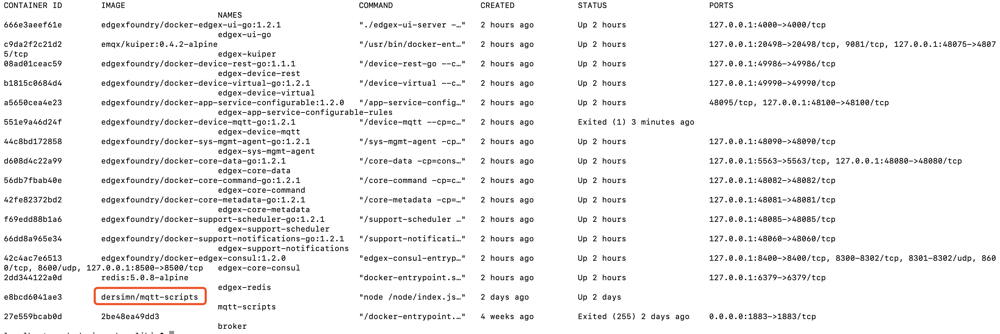 CONTAINER ID IMAGE COMMAND CREATED STATUS PORTS
NAMES
666e3aeef61e edgexfoundry/docker-edgex-ui-go:1.2.1 "./edgex-ui-server -…" 2 hours ago Up 2 hours 127.0.0.1:4000->4000/tcp
edgex-ui-go
c9da2f2c21d2 emqx/kuiper:0.4.2-alpine "/usr/bin/docker-ent…" 2 hours ago Up 2 hours 127.0.0.1:20498->20498/tcp, 9081/tcp, 127.0.0.1:48075->4807
5/tcp edgex-kuiper
08ad01ceac59 edgexfoundry/docker-device-rest-go:1.1.1 "/device-rest-go --c…" 2 hours ago Up 2 hours 127.0.0.1:49986->49986/tcp
edgex-device-rest
b1815c0684d4 edgexfoundry/docker-device-virtual-go:1.2.1 "/device-virtual --c…" 2 hours ago Up 2 hours 127.0.0.1:49990->49990/tcp
edgex-device-virtual
a5650cea4e23 edgexfoundry/docker-app-service-configurable:1.2.0 "/app-service-config…" 2 hours ago Up 2 hours 48095/tcp, 127.0.0.1:48100->48100/tcp
edgex-app-service-configurable-rules
551e9a46d24f edgexfoundry/docker-device-mqtt-go:1.2.1 "/device-mqtt --cp=c…" 2 hours ago Exited (1) 3 minutes ago
edgex-device-mqtt
44c8bd172858 edgexfoundry/docker-sys-mgmt-agent-go:1.2.1 "/sys-mgmt-agent -cp…" 2 hours ago Up 2 hours 127.0.0.1:48090->48090/tcp
edgex-sys-mgmt-agent
d608d4c22a99 edgexfoundry/docker-core-data-go:1.2.1 "/core-data -cp=cons…" 2 hours ago Up 2 hours 127.0.0.1:5563->5563/tcp, 127.0.0.1:48080->48080/tcp
edgex-core-data
56db7fbab40e edgexfoundry/docker-core-command-go:1.2.1 "/core-command -cp=c…" 2 hours ago Up 2 hours 127.0.0.1:48082->48082/tcp
edgex-core-command
42fe82372bd2 edgexfoundry/docker-core-metadata-go:1.2.1 "/core-metadata -cp=…" 2 hours ago Up 2 hours 127.0.0.1:48081->48081/tcp
edgex-core-metadata
f69edd88b1a6 edgexfoundry/docker-support-scheduler-go:1.2.1 "/support-scheduler …" 2 hours ago Up 2 hours 127.0.0.1:48085->48085/tcp
edgex-support-scheduler
66dd8a965e34 edgexfoundry/docker-support-notifications-go:1.2.1 "/support-notificati…" 2 hours ago Up 2 hours 127.0.0.1:48060->48060/tcp
edgex-support-notifications
42c4ac7e6513 edgexfoundry/docker-edgex-consul:1.2.0 "edgex-consul-entryp…" 2 hours ago Up 2 hours 127.0.0.1:8400->8400/tcp, 8300-8302/tcp, 8301-8302/udp, 860
0/tcp, 8600/udp, 127.0.0.1:8500->8500/tcp edgex-core-consul
2dd344122a0d redis:5.0.8-alpine "docker-entrypoint.s…" 2 hours ago Up 2 hours 127.0.0.1:6379->6379/tcp
edgex-redis
e8bcd6041ae3 dersimn/mqtt-scripts "node /node/index.js…" 2 days ago Up 2 days
mqtt-scripts
27e559bcab0d 2be48ea49dd3 "/docker-entrypoint.…" 4 weeks ago Exited (255) 2 days ago 0.0.0.0:1883->1883/tcp
broker